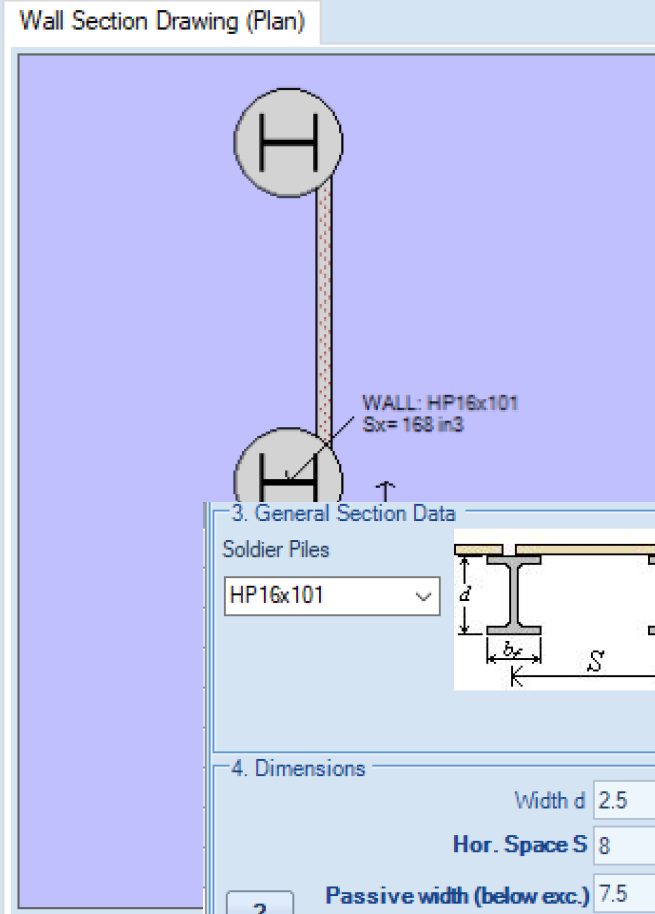 Wall Section Drawing (Plan)
WALL: HP16x101
Sx= 168 in3
3. General Section Data
Soldier Piles
HP16x101
d
bf
S
4. Dimensions
Width d 2.5
Hor. Space S 8
Passive width (below exc.) 7.5
?